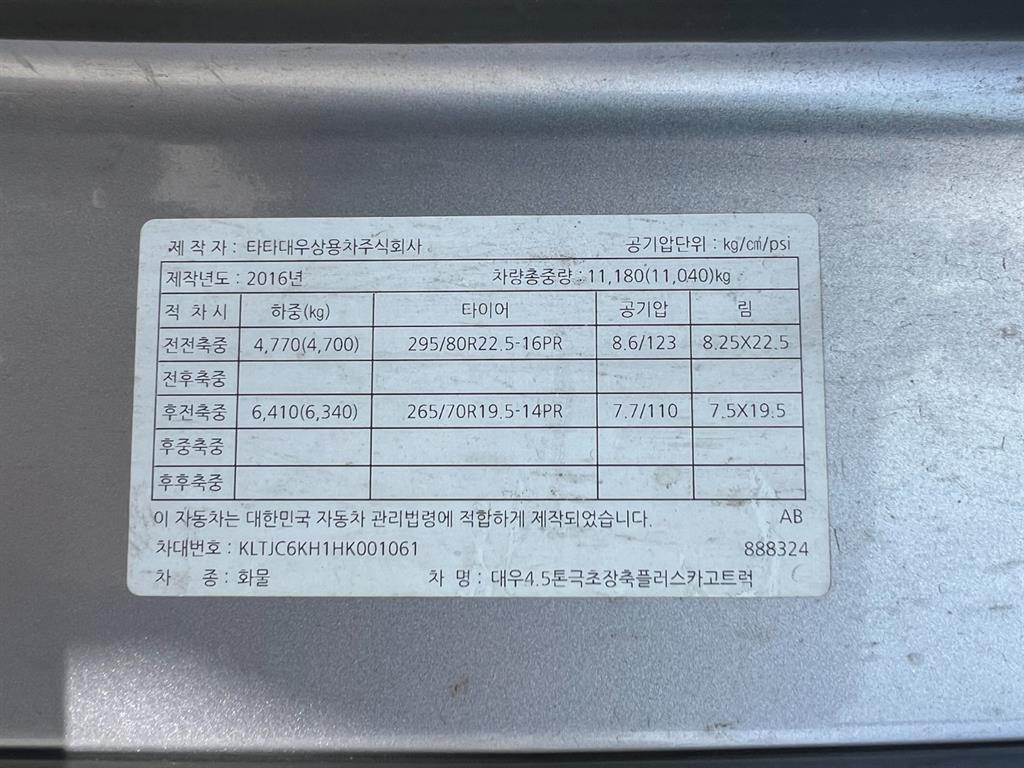 제 작 자 : 타타대우상용차주식회사 공기압단위 : kg/㎠/psi
제작년도 : 2016년 차량총중량 : 11,180(11,040)kg
적 차 시 하중(kg) 타이어 공기압 림
전전축중 4,770(4,700) 295/80R22.5-16PR 8.6/123 8.25X22.5
전후축중
후전축중 6,410(6,340) 265/70R19.5-14PR 7.7/110 7.5X19.5
후중축중
후후축중
이 자동차는 대한민국 자동차 관리법령에 적합하게 제작되었습니다. AB
차대번호 : KLTJC6KH1HK001061 888324
차 종 : 화물 차 명 : 대우4.5톤극초장축플러스카고트럭